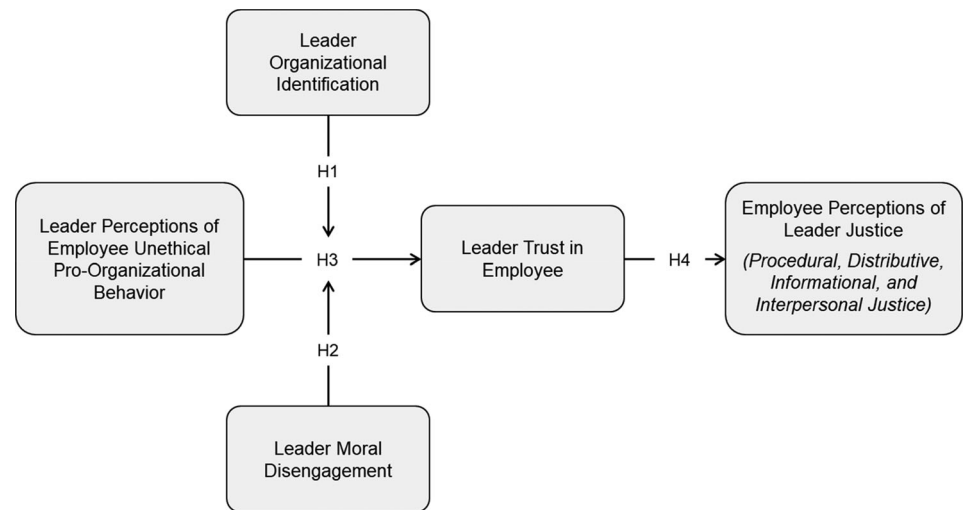 Leader
Organizational
Identification
H1
Leader Perceptions of
Employee Unethical
Pro-Organizational
Behavior
H3
Leader Trust in
Employee
H4
Employee Perceptions of
Leader Justice
(Procedural, Distributive,
Informational, and
Interpersonal Justice)
H2
Leader Moral
Disengagement